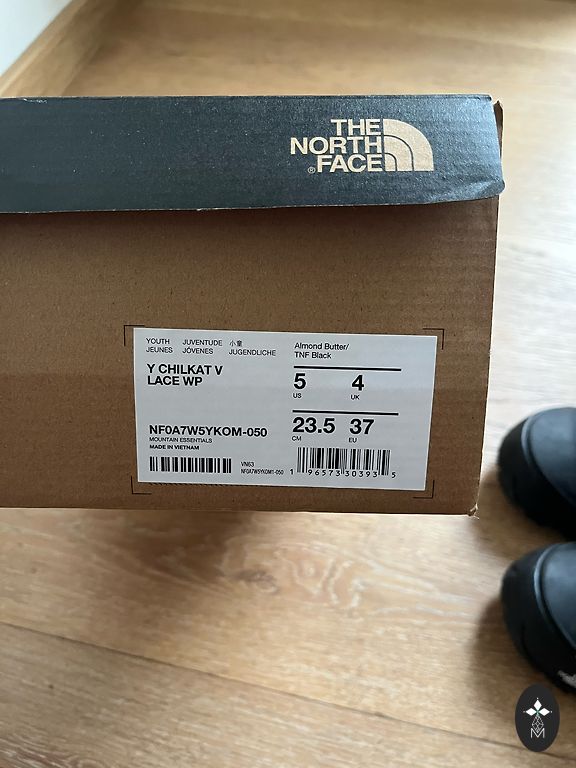 THE
NORTH
FACE
®
YOUTH JUVENTUDE 小童
JEUNES JÓVENES JUGENDLICHE
Y CHILKAT V
LACE WP
Almond Butter/
TNF Black
5 4
US UK
23.5 37
CM EU
NF0A7W5YKOM-050
MOUNTAIN ESSENTIALS
MADE IN VIETNAM
VN63
NF0A7W5YKOM1-050
1 96573 30393 5
M